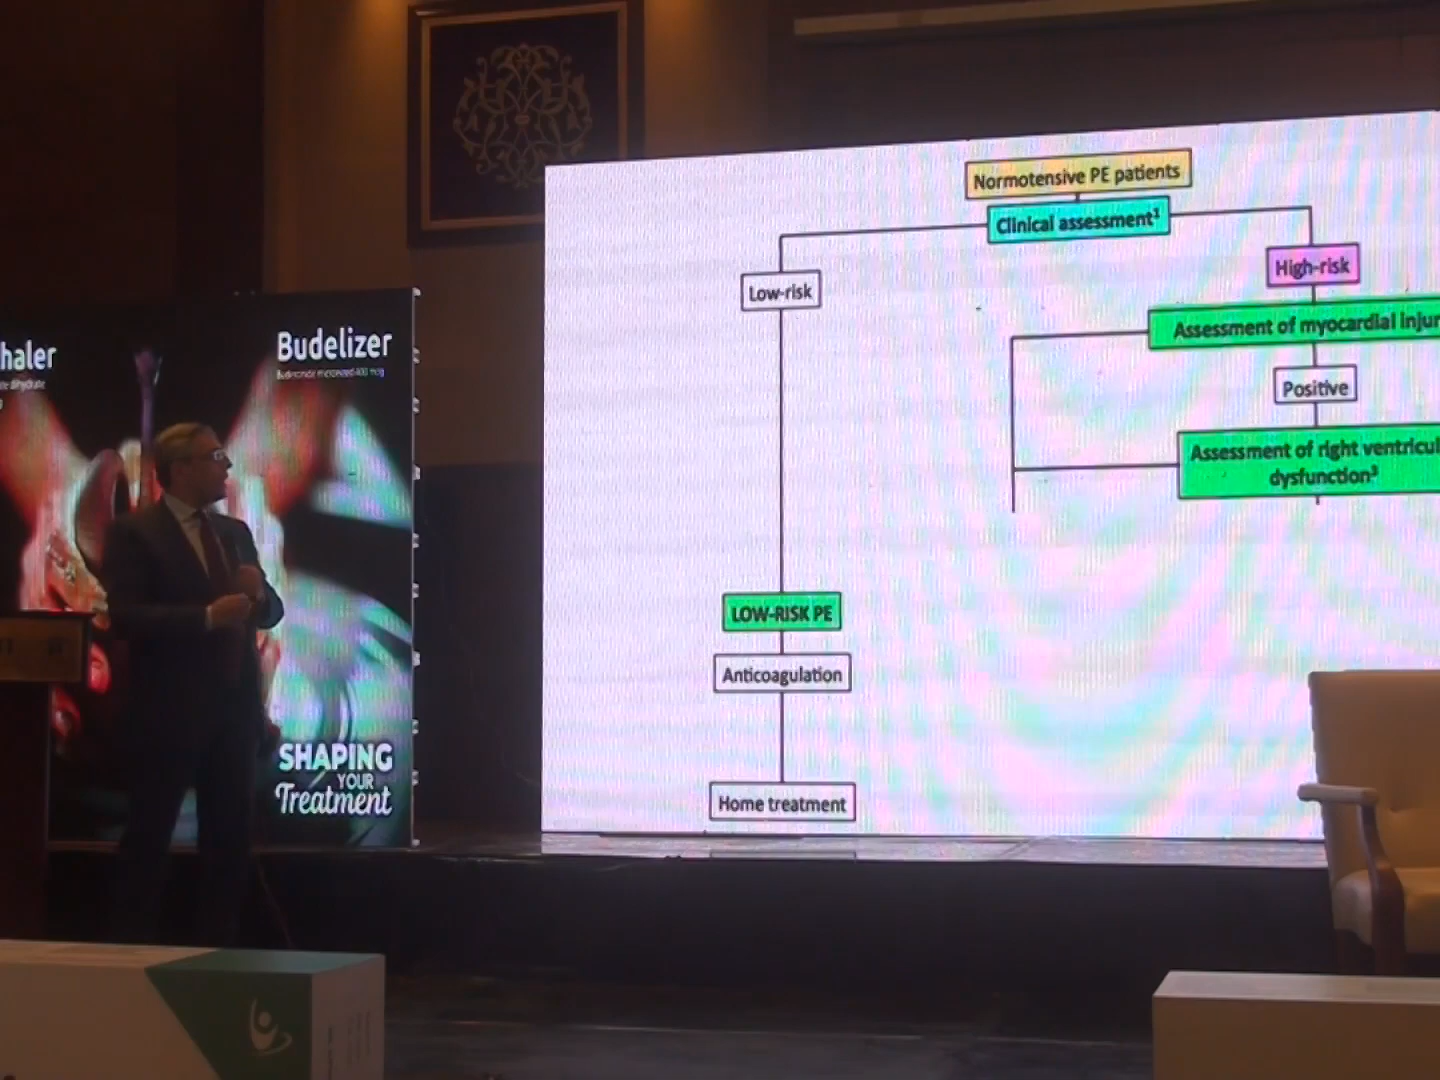 Normotensive PE patients
Clinical assessment¹
Low-risk
High-risk
Assessment of myocardial injur
Positive
Assessment of right ventricul
dysfunction³
LOW-RISK PE
Anticoagulation
Home treatment
haler
Budelizer
SHAPING
YOUR
Treatment